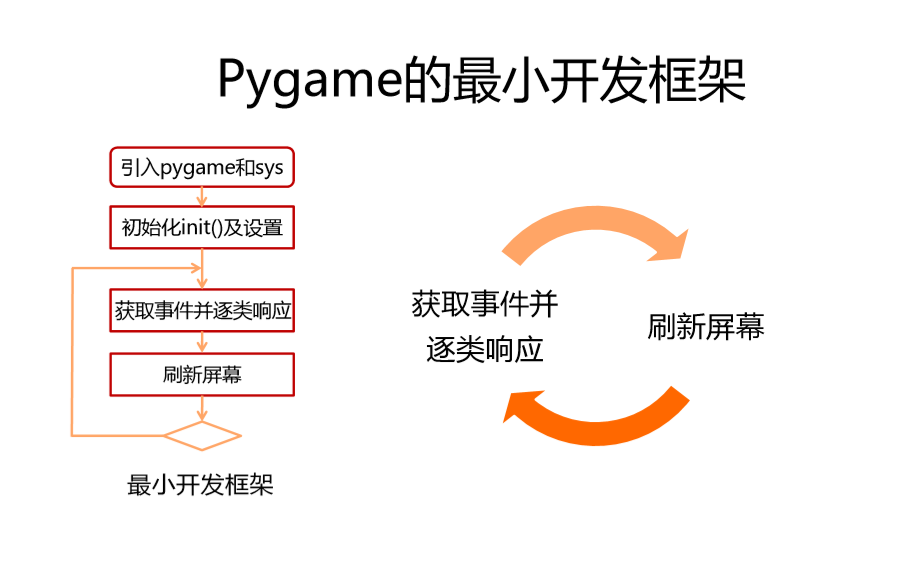 Pygame的最小开发框架
引入pygame和sys
初始化init()及设置
获取事件并逐类响应
刷新屏幕
最小开发框架
获取事件并
逐类响应
刷新屏幕